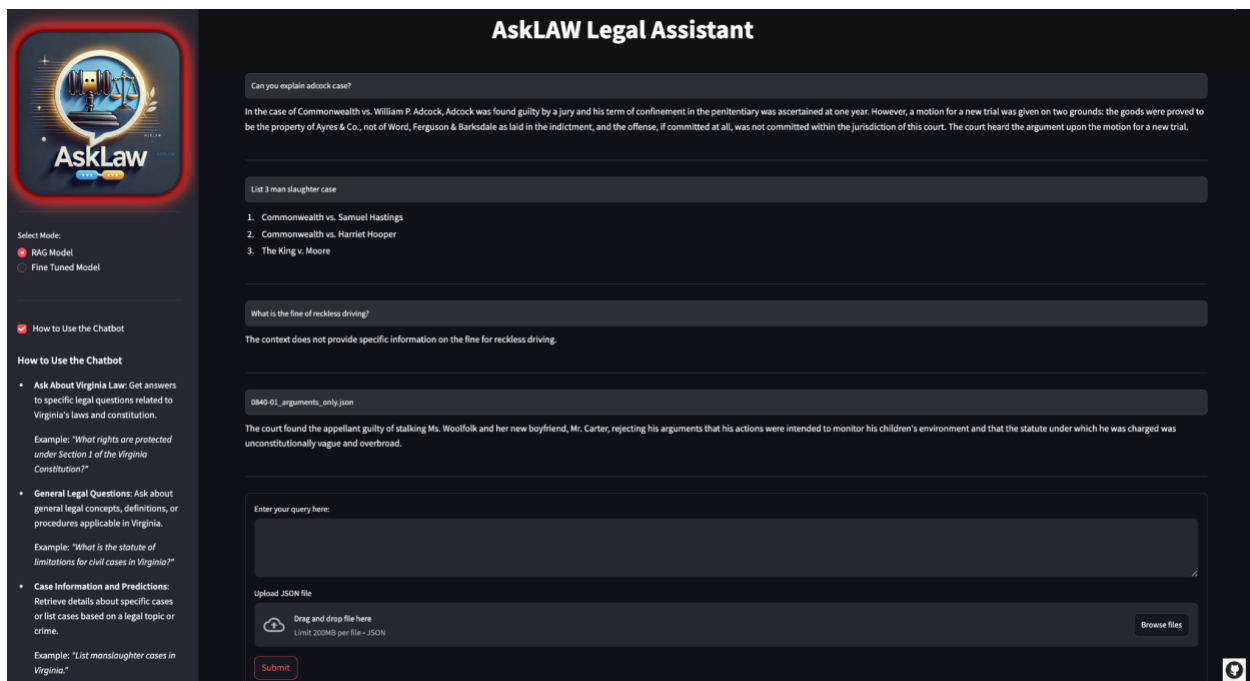 AskLAW Legal Assistant
AskLaw
Select Mode:
RAG Model
Fine Tuned Model
How to Use the Chatbot
How to Use the Chatbot
• Ask About Virginia Law: Get answers
to specific legal questions related to
Virginia's laws and constitution.
Example: "What rights are protected
under Section 1 of the Virginia
Constitution?"
• General Legal Questions: Ask about
general legal concepts, definitions, or
procedures applicable in Virginia.
Example: "What is the statute of
limitations for civil cases in Virginia?"
• Case Information and Predictions:
Retrieve details about specific cases
or list cases based on a legal topic or
crime.
Example: "List manslaughter cases in
Virginia."
Can you explain adcock case?
In the case of Commonwealth vs. William P. Adcock, Adcock was found guilty by a jury and his term of confinement in the penitentiary was ascertained at one year. However, a motion for a new trial was given on two grounds: the goods were proved to
be the property of Ayres & Co., not of Word, Ferguson & Barksdale as laid in the indictment, and the offense, if committed at all, was not committed within the jurisdiction of this court. The court heard the argument upon the motion for a new trial.
List 3 man slaughter case
1. Commonwealth vs. Samuel Hastings
2. Commonwealth vs. Harriet Hooper
3. The King v. Moore
What is the fine of reckless driving?
The context does not provide specific information on the fine for reckless driving.
0840-01_arguments_only.json
The court found the appellant guilty of stalking Ms. Woolfolk and her new boyfriend, Mr. Carter, rejecting his arguments that his actions were intended to monitor his children's environment and that the statute under which he was charged was
unconstitutionally vague and overbroad.
Enter your query here:
Upload JSON file
Drag and drop file here
Limit 200MB per file • JSON
Browse files
Submit